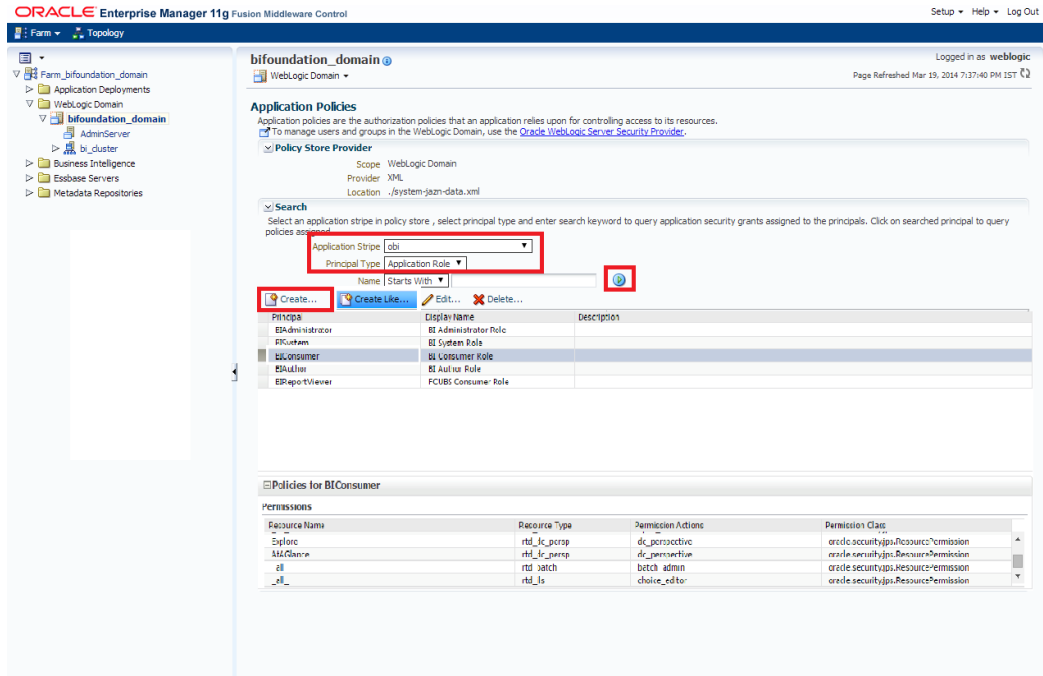 ORACLE Enterprise Manager 11g Fusion Middleware Control
Setup Help Log Out
Farm Topology
Farm_bifoundation_domain
Application Deployments
WebLogic Domain
bifoundation_domain
AdminServer
bi_cluster
Business Intelligence
Essbase Servers
Metadata Repositories
bifoundation_domain
Logged in as weblogic
WebLogic Domain
Page Refreshed Mar 19, 2014 7:37:40 PM IST
Application Policies
Application policies are the authorization policies that an application relies upon for controlling access to its resources.
To manage users and groups in the WebLogic Domain, use the Oracle WebLogic Server Security Provider.
Policy Store Provider
Scope WebLogic Domain
Provider XML
Location ./system-jazn-data.xml
Search
Select an application stripe in policy store , select principal type and enter search keyword to query application security grants assigned to the principals. Click on searched principal to query
policies assigned
Application Stripe obi
Principal Type Application Role
Name Starts With
Create... Create Like... Edit... Delete...
Principal Display Name Description
BIAdministrator BI Administrator Role
BISystem BI System Role
BIConsumer BI Consumer Role
BIAuthor BI Author Role
BIReportViewer FCUBS Consumer Role
Policies for BIConsumer
Permissions
Resource Name Resource Type Permission Actions Permission Class
Explore rtd_dc_persp dc_perspective oracle.security.jps.ResourcePermission
AtAGlance rtd_dc_persp dc_perspective oracle.security.jps.ResourcePermission
_all_ rtd_batch batch_admin oracle.security.jps.ResourcePermission
_all_ rtd_ils choice_editor oracle.security.jps.ResourcePermission